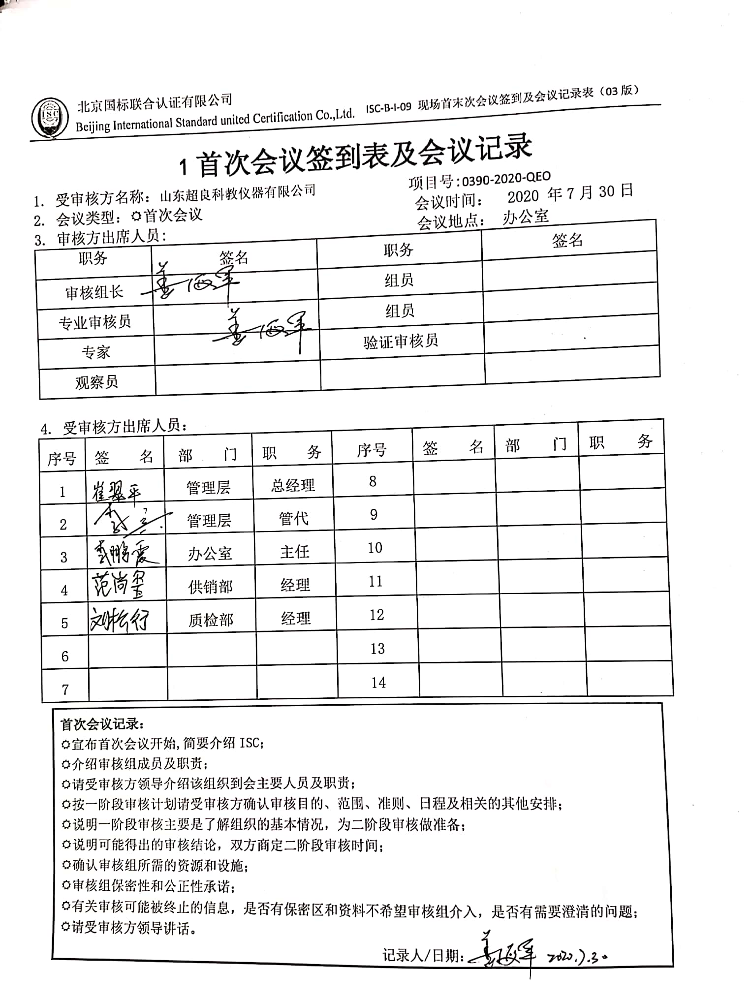 ISC
北京国标联合认证有限公司
Beijing International Standard united Certification Co.,Ltd. ISC-B-I-09 现场首末次会议签到及会议记录表（03 版）
1 首次会议签到表及会议记录
项目号:0390-2020-QEO
1. 受审核方名称：山东超良科教仪器有限公司
会议时间： 2020 年 7 月 30 日
2. 会议类型：首次会议
会议地点： 办公室
3. 审核方出席人员:
职务 签名 职务 签名
审核组长 姜海军 组员
专业审核员 姜海军 组员
专家 验证审核员
观察员
4. 受审核方出席人员:
序号 签 名 部 门 职 务 序号 签 名 部 门 职 务
1 崔翠平 管理层 总经理 8
2 管理层 管代 9
3 办公室 主任 10
4 范尚玺 供销部 经理 11
5 刘松行 质检部 经理 12
6 13
7 14
首次会议记录:
宣布首次会议开始,简要介绍 ISC;
介绍审核组成员及职责;
请受审核方领导介绍该组织到会主要人员及职责;
按一阶段审核计划请受审核方确认审核目的、范围、准则、日程及相关的其他安排;
说明一阶段审核主要是了解组织的基本情况，为二阶段审核做准备;
说明可能得出的审核结论，双方商定二阶段审核时间;
确认审核组所需的资源和设施;
审核组保密性和公正性承诺;
有关审核可能被终止的信息，是否有保密区和资料不希望审核组介入，是否有需要澄清的问题;
请受审核方领导讲话。
记录人/日期: 姜海军 2020.7.30